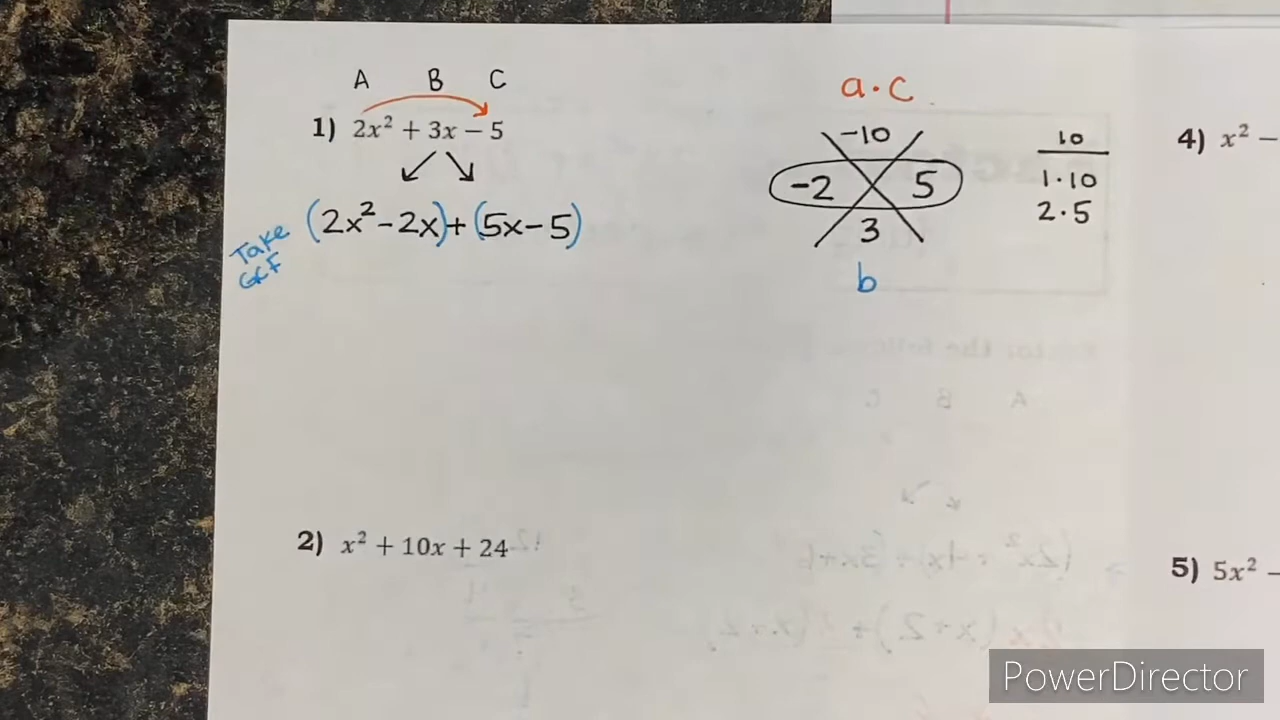 A B C
1) 2x² + 3x − 5
(2x² − 2x) + (5x − 5)
Take
GCF
a·c
-10
-2 5
3
b
10
1·10
2·5
4) x² −
2) x² + 10x + 24
5) 5x² −
PowerDirector